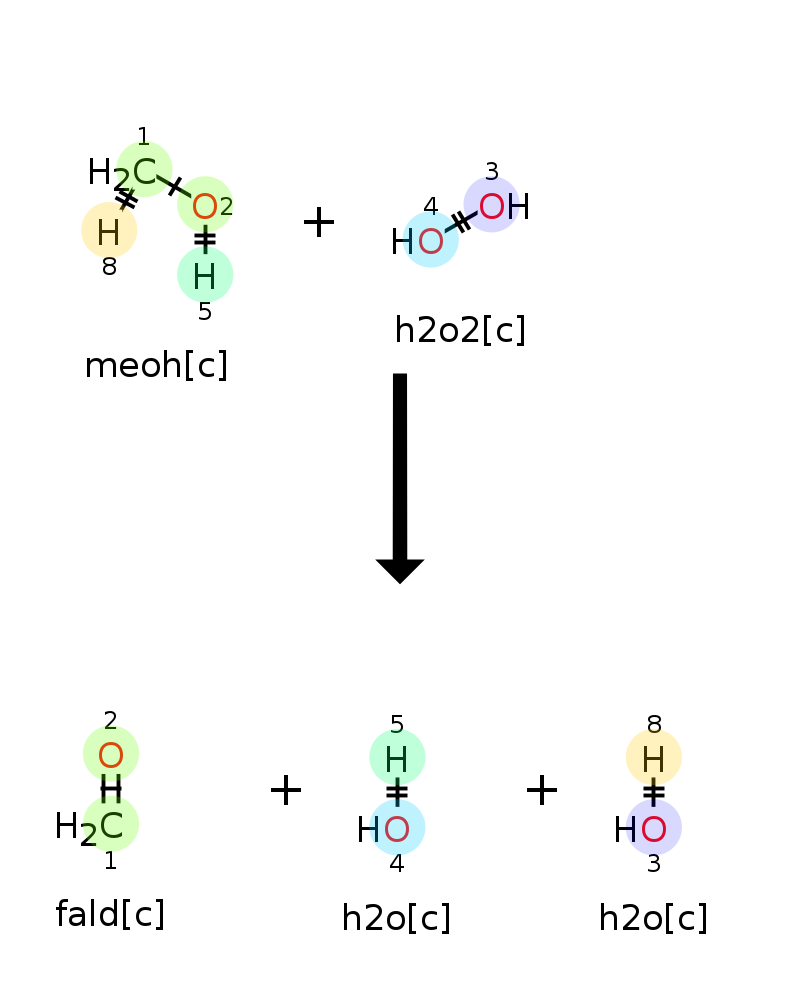 1
H2C
O2
H
8
H
5
meoh[c]
+
3
4
OH
HO
h2o2[c]
2
O
H2C
1
fald[c]
+
5
H
HO
4
h2o[c]
+
8
H
HO
3
h2o[c]